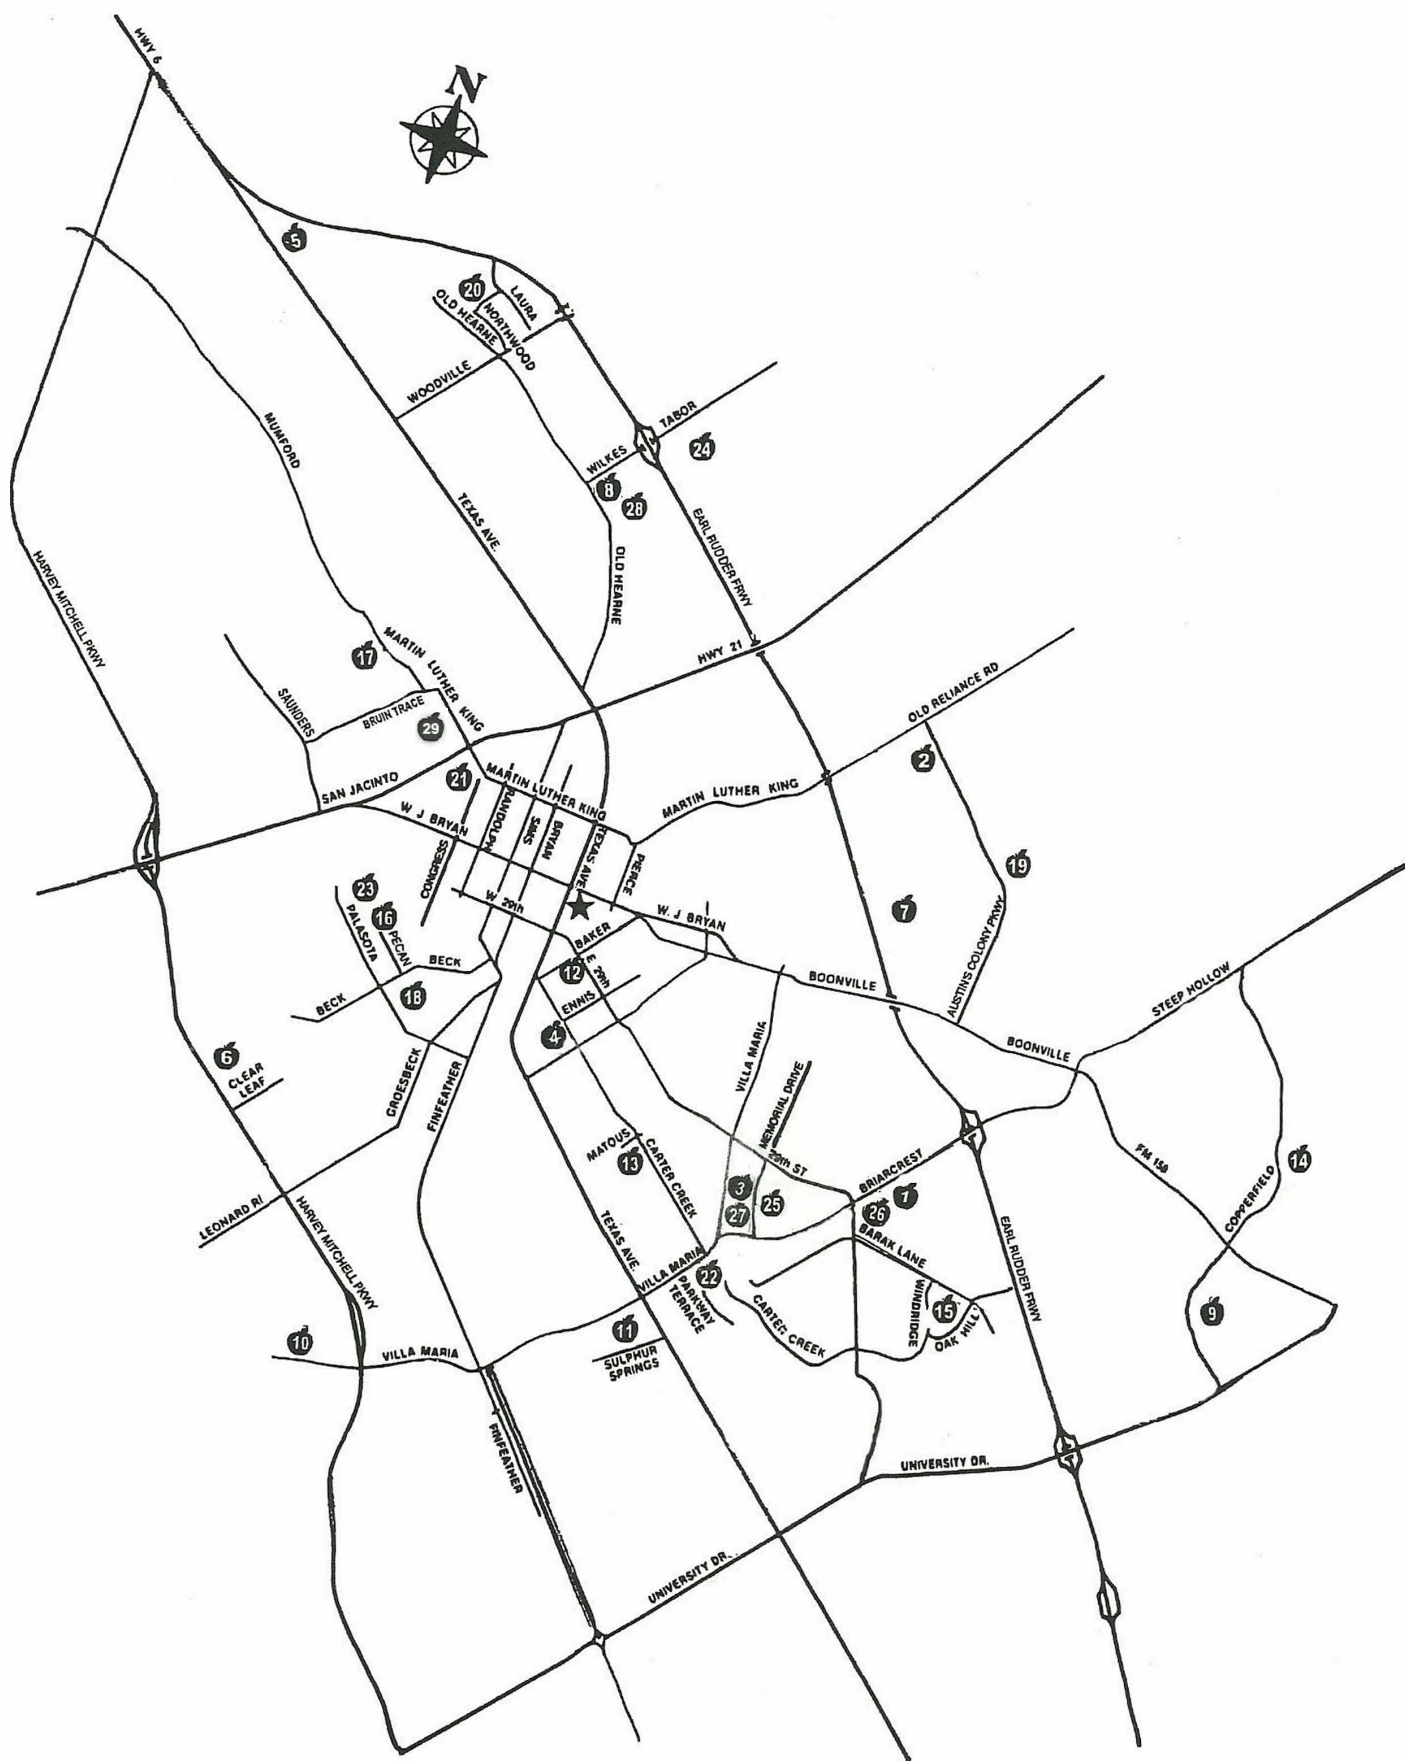 HWY 6
N
5
20
LAURA
OLD HEARNE
NORTHWOOD
WOODVILLE
TABOR
MUMFORD
WILKES
24
8
28
TEXAS AVE.
EARL RUDDER FRWY
HARVEY MITCHELL PKWY
OLD HEARNE
17
MARTIN LUTHER KING
HWY 21
SAUNDERS
BRUIN TRACE
29
OLD RELIANCE RD
2
21
SAN JACINTO
MARTIN LUTHER KING
MARTIN LUTHER KING
W J BRYAN
RANDOLPH
SIMS
BRYAN
TEXAS AVE
PIERCE
CONGRESS
19
23
W 29th
16
PALASOTA
PECAN
W. J BRYAN
7
BAKER
AUSTIN'S COLONY PKWY
BECK
12
E 29th
BOONVILLE
STEEP HOLLOW
BECK
18
ENNIS
4
BOONVILLE
6
CLEAR
LEAF
GROESBECK
FINFEATHER
VILLA MARIA
MEMORIAL DRIVE
MATOUS
13
CARTER CREEK
29th ST
BRIARCREST
FM 158
14
3
25
1
27
26
COPPERFIELD
LEONARD RI
HARVEY MITCHELL PKWY
TEXAS AVE.
BARAK LANE
EARL RUDDER FRWY
VILLA MARIA
22
PARKWAY
TERRACE
CARTER CREEK
WINDRIDGE
15
OAK HILL
9
10
VILLA MARIA
11
SULPHUR
SPRINGS
FINFEATHER
UNIVERSITY DR.
UNIVERSITY DR.